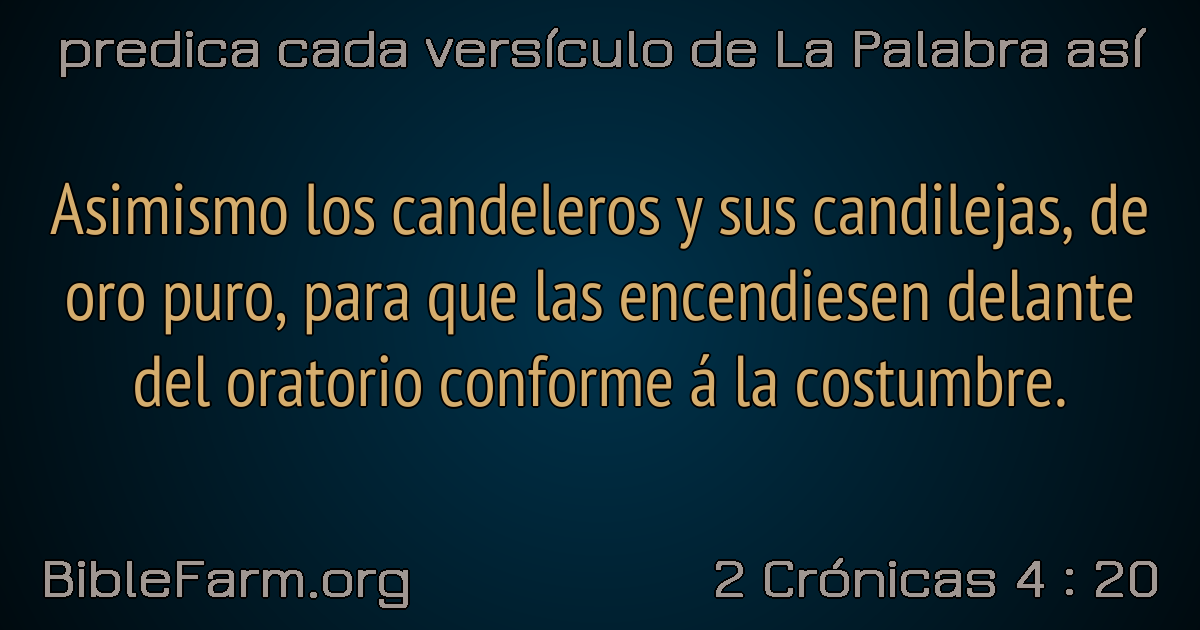 predica cada versículo de La Palabra así
Asimismo los candeleros y sus candilejas, de
oro puro, para que las encendiesen delante
del oratorio conforme á la costumbre.
BibleFarm.org
2 Crónicas 4 : 20